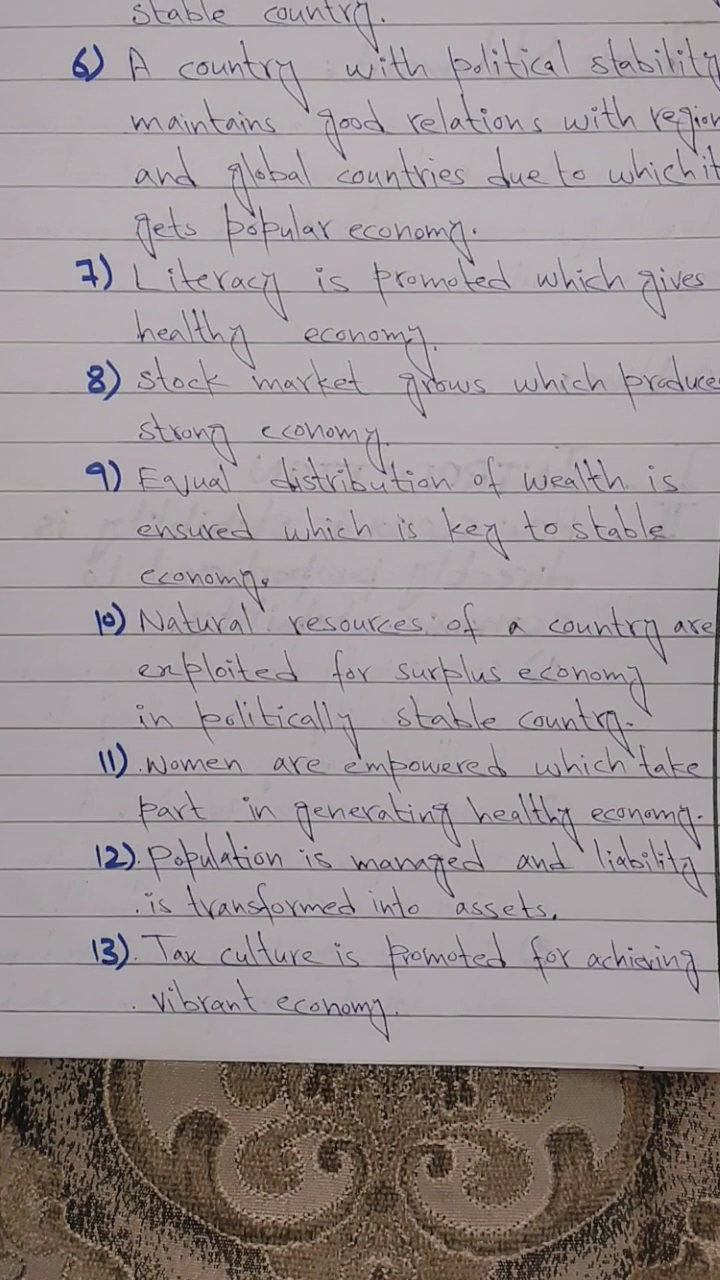 stable country.
6) A country with political stability
maintains good relations with region
and global countries due to which it
gets popular economy.
7) Literacy is promoted which gives
healthy economy.
8) stock market grows which produce
strong economy.
9) Equal distribution of wealth is
ensured which is key to stable
economy.
10) Natural resources of a country are
exploited for surplus economy
in politically stable country.
11). women are empowered which take
part in generating healthy economy.
12). Population is managed and liability
.is transformed into assets.
13). Tax culture is promoted for achieving
. vibrant economy.